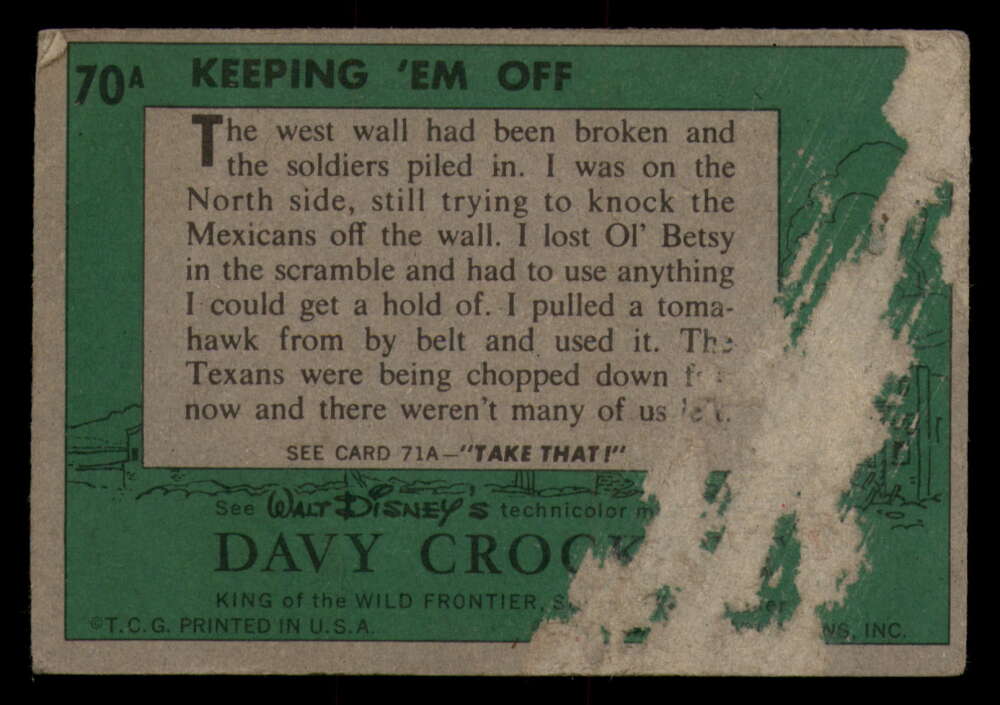 70A KEEPING 'EM OFF
The west wall had been broken and
the soldiers piled in. I was on the
North side, still trying to knock the
Mexicans off the wall. I lost Ol' Betsy
in the scramble and had to use anything
I could get a hold of. I pulled a toma-
hawk from by belt and used it. The
Texans were being chopped down
now and there weren't many of us left.
SEE CARD 71A—"TAKE THAT!"
See WALT DISNEY'S technicolor
DAVY CROCK
KING of the WILD FRONTIER,
©T.C.G. PRINTED IN U.S.A. INC.